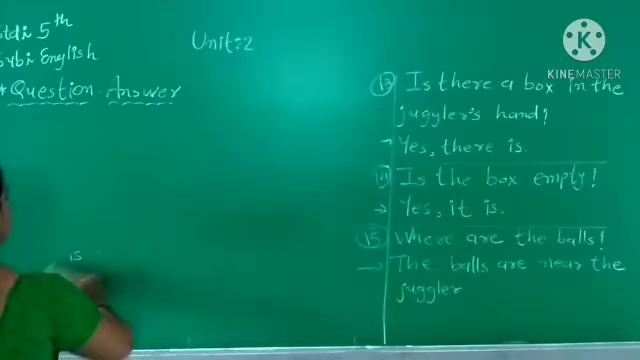 Std: 5th
Sub: English
Unit: 2
* Question Answer
is
(13) Is there a box in the
juggler's hand?
→ Yes, there is.
(14) Is the box empty?
→ Yes, it is.
(15) Where are the balls?
→ The balls are near the
juggler
KINEMASTER